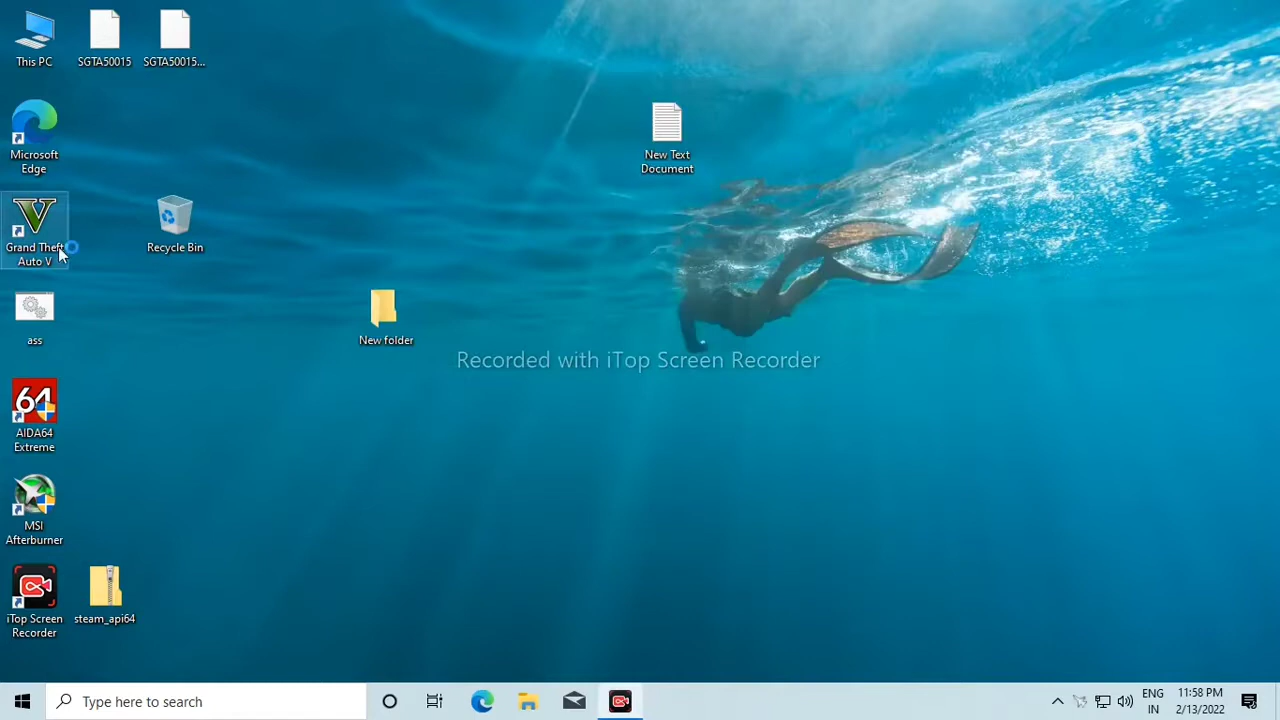 This PC
SGTA50015
SGTA50015...
Microsoft
Edge
New Text
Document
Grand Theft
Auto V
Recycle Bin
ass
New folder
Recorded with iTop Screen Recorder
64
AIDA64
Extreme
MSI
Afterburner
iTop Screen
Recorder
steam_api64
Type here to search
ENG
IN
11:58 PM
2/13/2022